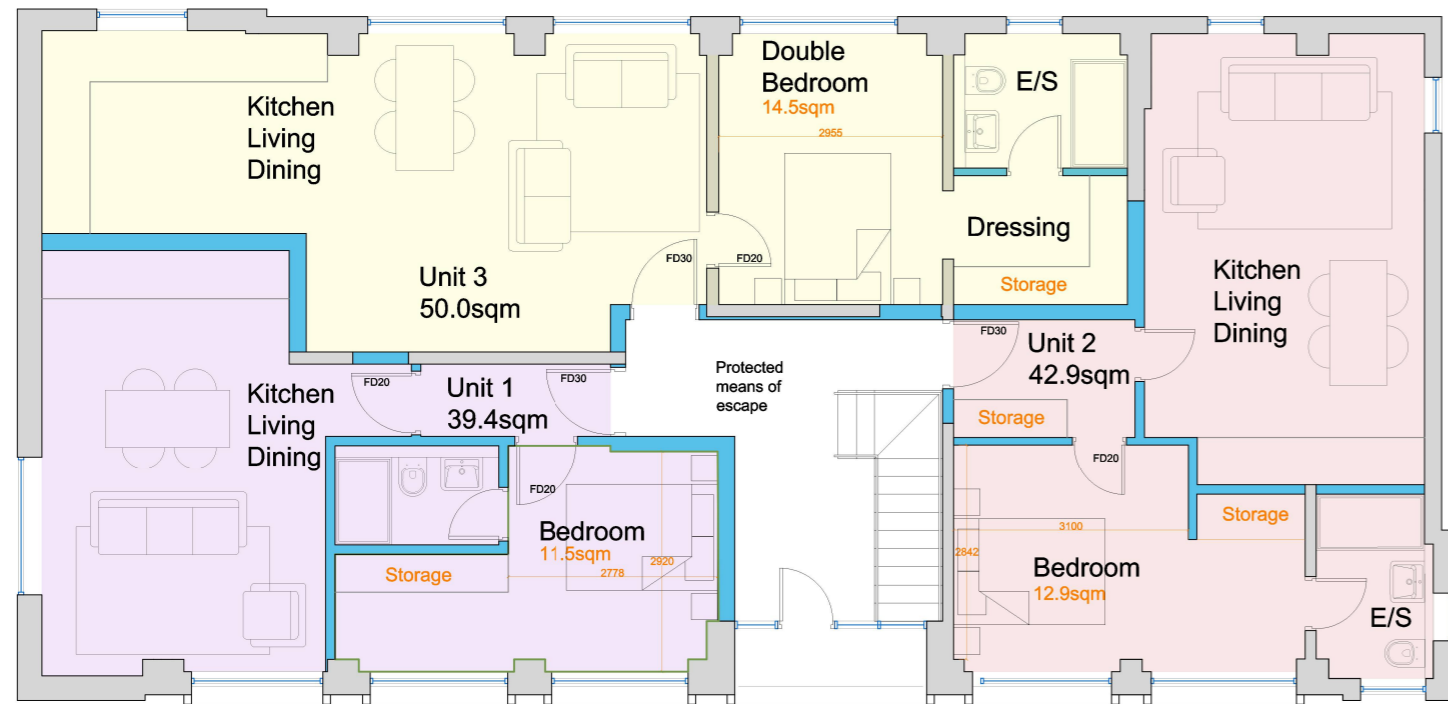 Kitchen
Living
Dining
Double
Bedroom
14.5sqm
2955
E/S
Dressing
Storage
FD30
FD20
Unit 3
50.0sqm
Kitchen
Living
Dining
Kitchen
Living
Dining
FD20
Unit 1
39.4sqm
FD30
Protected
means of
escape
FD30
Unit 2
42.9sqm
Storage
FD20
FD20
Bedroom
11.5sqm
2920
2778
Storage
3100
2842
Bedroom
12.9sqm
Storage
E/S